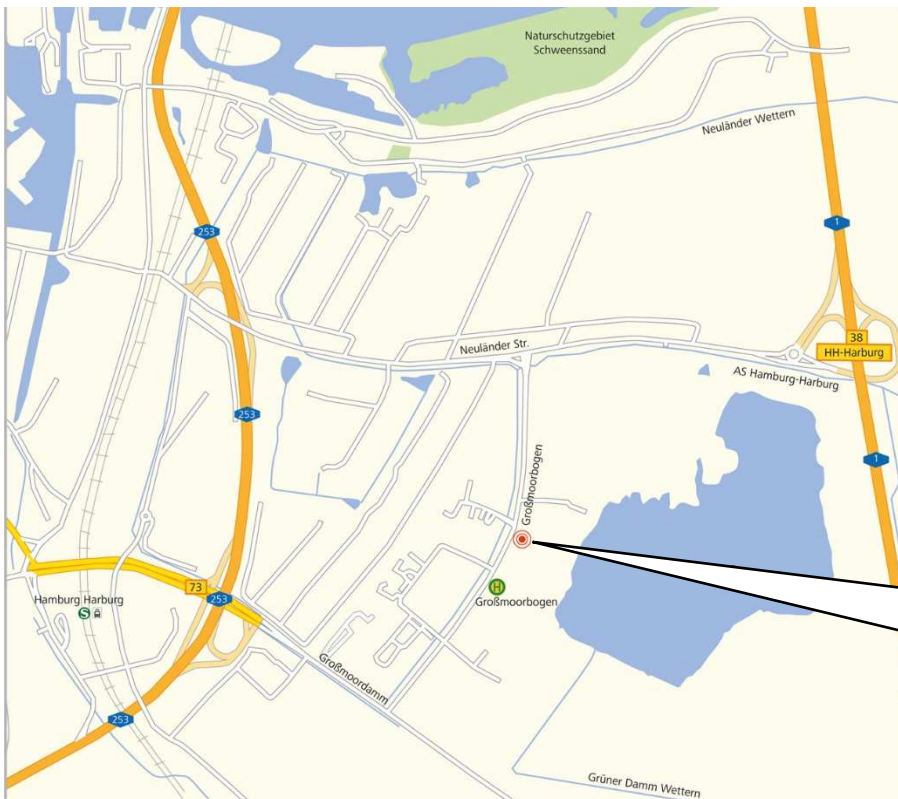 Naturschutzgebiet
Schweenssand
Neuländer Wettern
1
253
38
HH-Harburg
Neuländer Str.
AS Hamburg-Harburg
253
1
Großmoorbogen
73
253
H
Großmoorbogen
Hamburg Harburg
S
Großmoordamm
253
Grüner Damm Wettern